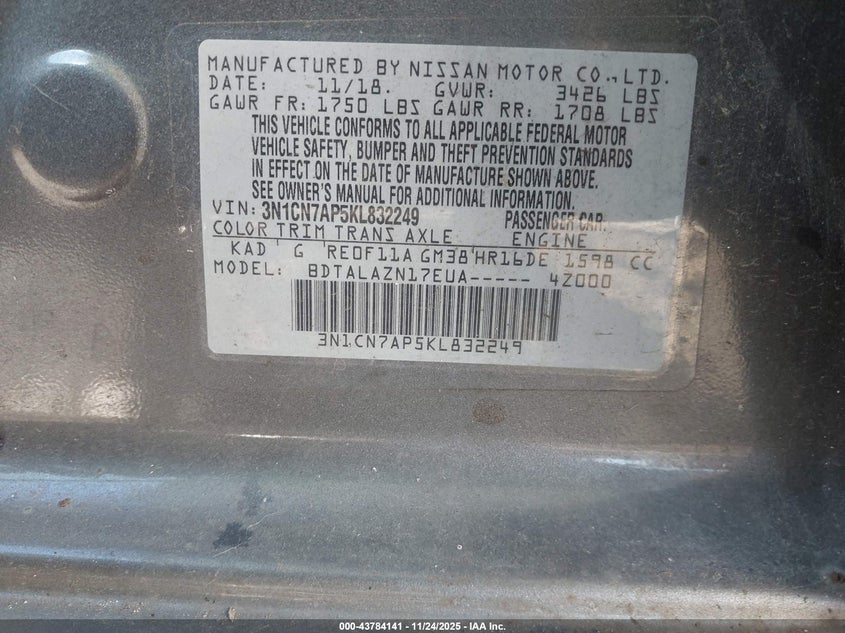 MANUFACTURED BY NISSAN MOTOR CO., LTD.
DATE: 11/18. GVWR: 3426 LBS
GAWR FR: 1750 LBS GAWR RR: 1708 LBS
THIS VEHICLE CONFORMS TO ALL APPLICABLE FEDERAL MOTOR
VEHICLE SAFETY, BUMPER AND THEFT PREVENTION STANDARDS
IN EFFECT ON THE DATE OF MANUFACTURE SHOWN ABOVE.
SEE OWNER'S MANUAL FOR ADDITIONAL INFORMATION.
VIN: 3N1CN7AP5KL832249 PASSENGER CAR.
COLOR TRIM TRANS AXLE ENGINE
KAD G RE0F11A GM38 HR16DE 1598 CC
MODEL: BDTALAZN17EUA----- 4Z000
3N1CN7AP5KL832249
000-43784141 - 11/24/2025 - IAA Inc.